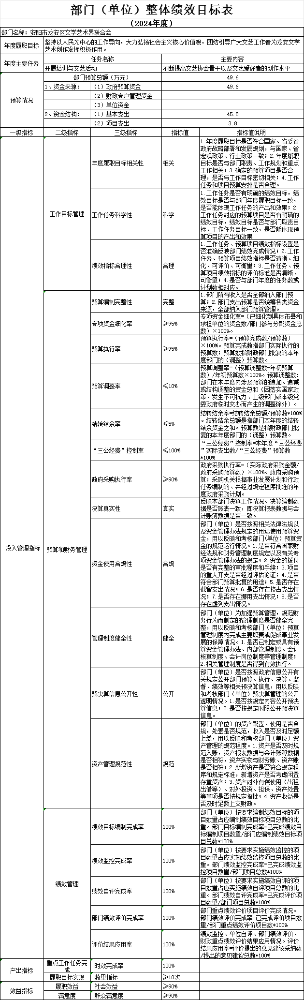 部门（单位）整体绩效目标表
（2024年度）
部门名称：安阳市龙安区文学艺术界联合会
年度履职目标
坚持以人民为中心的工作导向，大力弘扬社会主义核心价值观，团结引导广大文艺工作者为龙安文学
艺术创作发挥积极作用。
年度主要任务
任务名称
主要内容
开展培训与文艺活动
不断提高文艺协会骨干以及文艺爱好者的创作水平
预算情况
部门预算总额（万元）
49.6
1、资金来源：
（1）政府预算资金
49.6
（2）财政专户管理资金
（3）单位资金
2、资金结构：
（1）基本支出
45.8
（2）项目支出
3.8
一级指标
二级指标
三级指标
指标值
指标值说明
投入管理指标
工作目标管理
年度履职目标相关性
相关
1.年度履职目标是否符合国家、省委省
政府战略部署和发展规划，与国家、省
宏观政策、行业政策一致；2.年度履职
目标是否与部门职责、工作规划和重点
工作相关；3.确定的预算项目是否合
理，是否与工作目标密切相关；4.工作
任务和项目预算安排是否合理。
工作任务科学性
科学
1.工作任务是否有明确的绩效目标，绩
效目标是否与部门年度履职目标一致，
是否能体现工作任务的产出和效果；2.
工作任务对应的预算项目是否有明确的
绩效目标，绩效目标是否与部门职责目
标、工作任务目标一致，是否能体现预
算项目的产出和效果
绩效指标合理性
合理
1.工作任务、预算项目绩效指标设置是
否准确反映部门绩效完成情况；2.工作
任务、预算项目绩效指标是否清晰、细
化、可评价、可衡量；3.工作任务、预
算项目绩效指标的评价标准是否清晰、
可衡量；4.是否与部门年度的任务数或
计划数相对应。
预算和财务管理
预算编制完整性
完整
1.部门所有收入是否全部纳入部门预
算；2.部门支出预算是否统筹各类资金
来源，全部纳入部门预算管理。
专项资金细化率
≥95%
专项资金细化率=（已细化到具体市县和
承担单位的资金数/部门参与分配资金总
数）×100%。
预算执行率
≥95%
预算执行率=（预算完成数/预算数）
×100%。预算完成数指部门实际执行的
预算数；预算数指财政部门批复的本年
度部门的（调整）预算数。
预算调整率
≤10%
预算调整率=（预算调整数-年初预算
数）/年初预算数×100%。预算调整数：
部门在本年度内涉及预算的追加、追减
或结构调整的资金总和（因落实国家政
策、发生不可抗力、上级部门或本级党
委政府临时交办而产生的调整除外）。
结转结余率
≤5%
结转结余率=结转结余总额/预算数*100%
。结转结余总额是指部门本年度的结转
结余资金之和。预算数是指财政部门批
复的本年度部门的（调整）预算数。
“三公经费”控制率
≤100%
“三公经费”控制率=本年度“三公经费
”实际支出数/“三公经费”预算数
*100%
政府采购执行率
≥90%
政府采购执行率=（实际政府采购金额/
政府采购预算数）×100%。政府采购预
算：采购机关根据事业发展计划和行政
任务编制的、并经过规定程序批准的年
度政府采购计划。
决算真实性
真实
反映本部门决算工作情况。决算编制数
据是否账表一致，即决算报表数据与会
计账簿数据是否一致。
资金使用合规性
合规
部门（单位）是否按照相关法律法规以
及资金管理办法规定的用途使用预算资
金，用以反映和考核部门(单位）预算资
金的规范运行情况。1.是否符合国家财
经法规和财务管理制度规定以及有关专
项资金管理办法的规定；2.资金的拨付
是否有完整的审批程序和手续；3.项目
的重大开支是否经过评估论证；4.是否
符合部门预算批复的用途；5.是否存在
截留支出情况；6.是否存在挤占支出情
况；7.是否存在挪用支出情况；8.是否
存在虚列支出情况。
管理制度健全性
健全
部门（单位）为加强预算管理，规范财
务行为而制定的管理制度是否健全完
整，用以反映和考核部门（单位）预算
管理制度为完成主要职责或促成事业发
展的保障情况。1.是否已制定或具有预
算资金管理办法、内部管理制度、会计
核算制度、会计岗位制度等管理制度；
2.相关管理制度是否得到有效执行。
预决算信息公开性
公开
部门（单位）是否按照政府信息公开有
关规定公开部门预算、执行、决算、监
督、绩效等相关预决算信息，用以反映
和考核部门（单位）预决算管理的公开
透明情况。1.是否按规定内容公开预决
算信息；2.是否按规定时限公开预决算
信息。
资产管理规范性
规范
部门（单位）的资产配置、使用是否合
规，处置是否规范，收入是否及时足额
上缴，用以反映和考核部门（单位）资
产管理的规范程度。1.资产是否及时规
范入账，资产报表数据与会计账簿数据
是否相符，资产实物与财务账、资产账
是否相符；2.新增资产是否符合规定程
序和规定标准，新增资产是否考虑闲置
存量资产；3.资产对外有偿使用（出租
出借等）、对外投资、担保、资产处置
等事项是否按规定报批；4.资产收益是
否及时足额上交财政。
绩效管理
绩效目标编制完成率
100%
部门（单位）按要求编制绩效目标的项
目数量占应编制绩效目标项目总数的比
重。部门目标编制完成率=已完成绩效目
标编制项目数量/部门应编制绩效目标项
目总数*100%
绩效监控完成率
100%
部门（单位）按要求实施绩效监控的项
目数量占应实施绩效监控项目总数的比
重。部门绩效监控完成率=已完成绩效监
控项目数量/部门项目总数*100%
绩效自评完成率
100%
部门（单位）按要求实施绩效自评的项
目数量占应实施绩效自评项目总数的比
重。部门绩效自评完成率=已完成评价项
目数量/部门项目总数*100%
部门绩效评价完成率
100%
部门重点绩效评价项目评价完成情况。
部门绩效评价完成率=已完成评价项目数
量/部门重点绩效评价项目数*100%
评价结果应用率
100%
绩效监控、单位自评、部门绩效评价、
财政重点绩效评价结果应用情况。评价
结果应用率=评价提出的意见建议采纳数
/提出的意见建议总数*100%
产出指标
重点工作任务完
成
时效完成率
100%
履职目标实现
数量指标
≥10次
效益指标
履职效益
社会效益
≥90%
满意度
群众满意度
≥90%